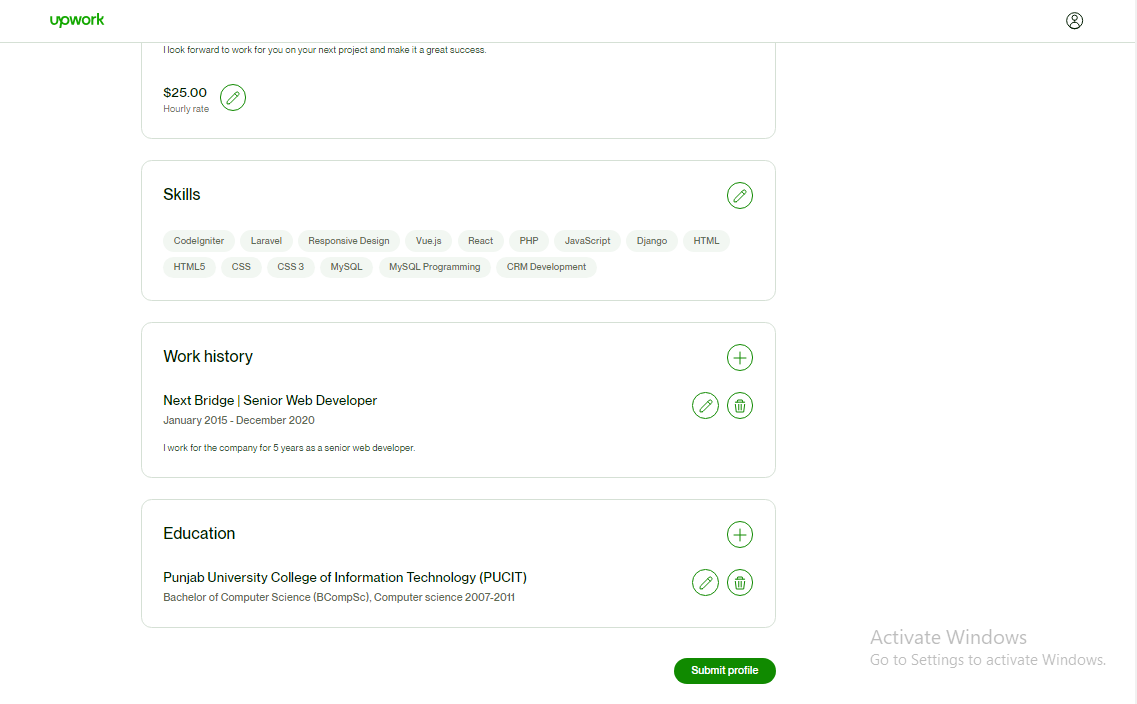 upwork
I look forward to work for you on your next project and make it a great success.
$25.00
Hourly rate
Skills
CodeIgniter Laravel Responsive Design Vue.js React PHP JavaScript Django HTML
HTML5 CSS CSS 3 MySQL MySQL Programming CRM Development
Work history
Next Bridge | Senior Web Developer
January 2015 - December 2020
I work for the company for 5 years as a senior web developer.
Education
Punjab University College of Information Technology (PUCIT)
Bachelor of Computer Science (BCompSc), Computer science 2007-2011
Activate Windows
Go to Settings to activate Windows.
Submit profile